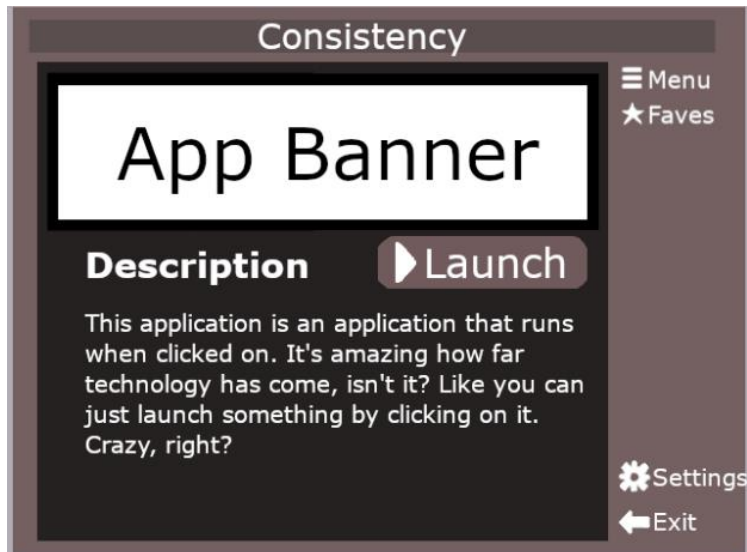 Consistency
Menu
Faves
App Banner
Description
Launch
This application is an application that runs
when clicked on. It's amazing how far
technology has come, isn't it? Like you can
just launch something by clicking on it.
Crazy, right?
Settings
Exit